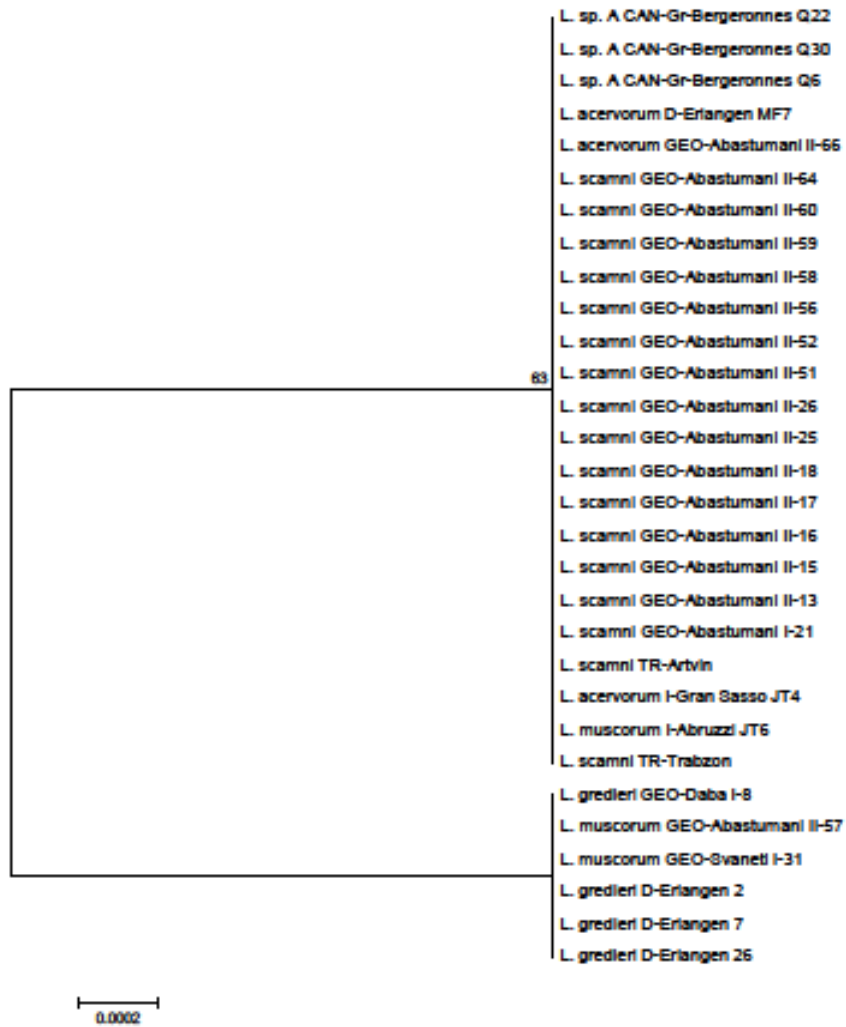 L. sp. A CAN-Gr-Bergeronnes Q22
L. sp. A CAN-Gr-Bergeronnes Q30
L. sp. A CAN-Gr-Bergeronnes Q6
L. acervorum D-Erlangen MF7
L. acervorum GEO-Abastumani II-66
L. scamni GEO-Abastumani II-64
L. scamni GEO-Abastumani II-60
L. scamni GEO-Abastumani II-59
L. scamni GEO-Abastumani II-58
L. scamni GEO-Abastumani II-56
L. scamni GEO-Abastumani II-52
L. scamni GEO-Abastumani II-51
63
L. scamni GEO-Abastumani II-26
L. scamni GEO-Abastumani II-25
L. scamni GEO-Abastumani II-18
L. scamni GEO-Abastumani II-17
L. scamni GEO-Abastumani II-16
L. scamni GEO-Abastumani II-15
L. scamni GEO-Abastumani II-13
L. scamni GEO-Abastumani I-21
L. scamni TR-Artvin
L. acervorum I-Gran Sasso JT4
L. muscorum I-Abruzzi JT6
L. scamni TR-Trabzon
L. gredleri GEO-Daba I-8
L. muscorum GEO-Abastumani II-57
L. muscorum GEO-Svaneti I-31
L. gredleri D-Erlangen 2
L. gredleri D-Erlangen 7
L. gredleri D-Erlangen 26
0.0002